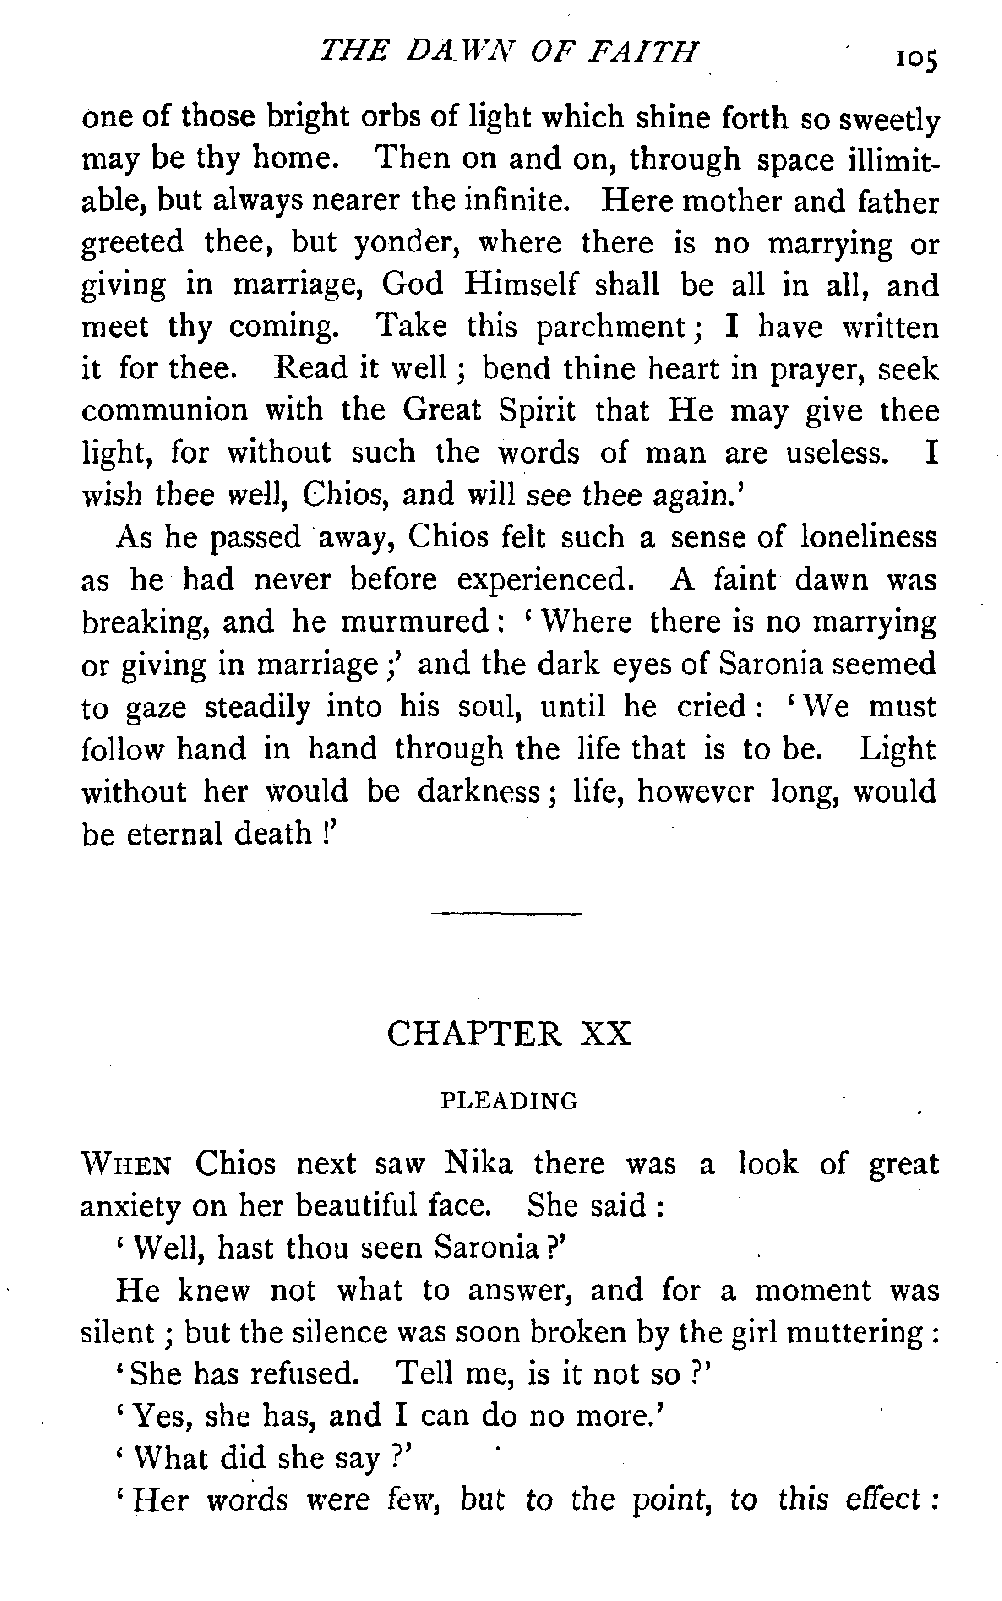 THE DAWN OF FAITH 105
one of those bright orbs of light which shine forth so sweetly
may be thy home. Then on and on, through space illimit-
able, but always nearer the infinite. Here mother and father
greeted thee, but yonder, where there is no marrying or
giving in marriage, God Himself shall be all in all, and
meet thy coming. Take this parchment; I have written
it for thee. Read it well; bend thine heart in prayer, seek
communion with the Great Spirit that He may give thee
light, for without such the words of man are useless. I
wish thee well, Chios, and will see thee again.’
As he passed away, Chios felt such a sense of loneliness
as he had never before experienced. A faint dawn was
breaking, and he murmured: ‘Where there is no marrying
or giving in marriage;’ and the dark eyes of Saronia seemed
to gaze steadily into his soul, until he cried: ‘We must
follow hand in hand through the life that is to be. Light
without her would be darkness; life, however long, would
be eternal death!’
CHAPTER XX
PLEADING
WHEN Chios next saw Nika there was a look of great
anxiety on her beautiful face. She said:
‘Well, hast thou seen Saronia?’
He knew not what to answer, and for a moment was
silent; but the silence was soon broken by the girl muttering:
‘She has refused. Tell me, is it not so?’
‘Yes, she has, and I can do no more.’
‘What did she say?’
‘Her words were few, but to the point, to this effect: